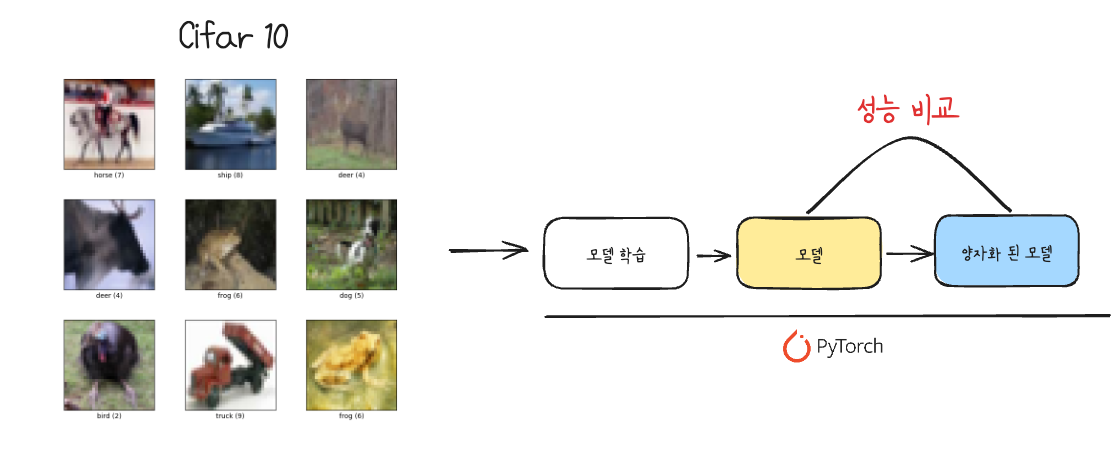 Cifar 10
horse (7)
ship (8)
deer (4)
deer (4)
frog (6)
dog (5)
bird (2)
truck (9)
frog (6)
성능 비교
모델 학습
모델
양자화 된 모델
PyTorch